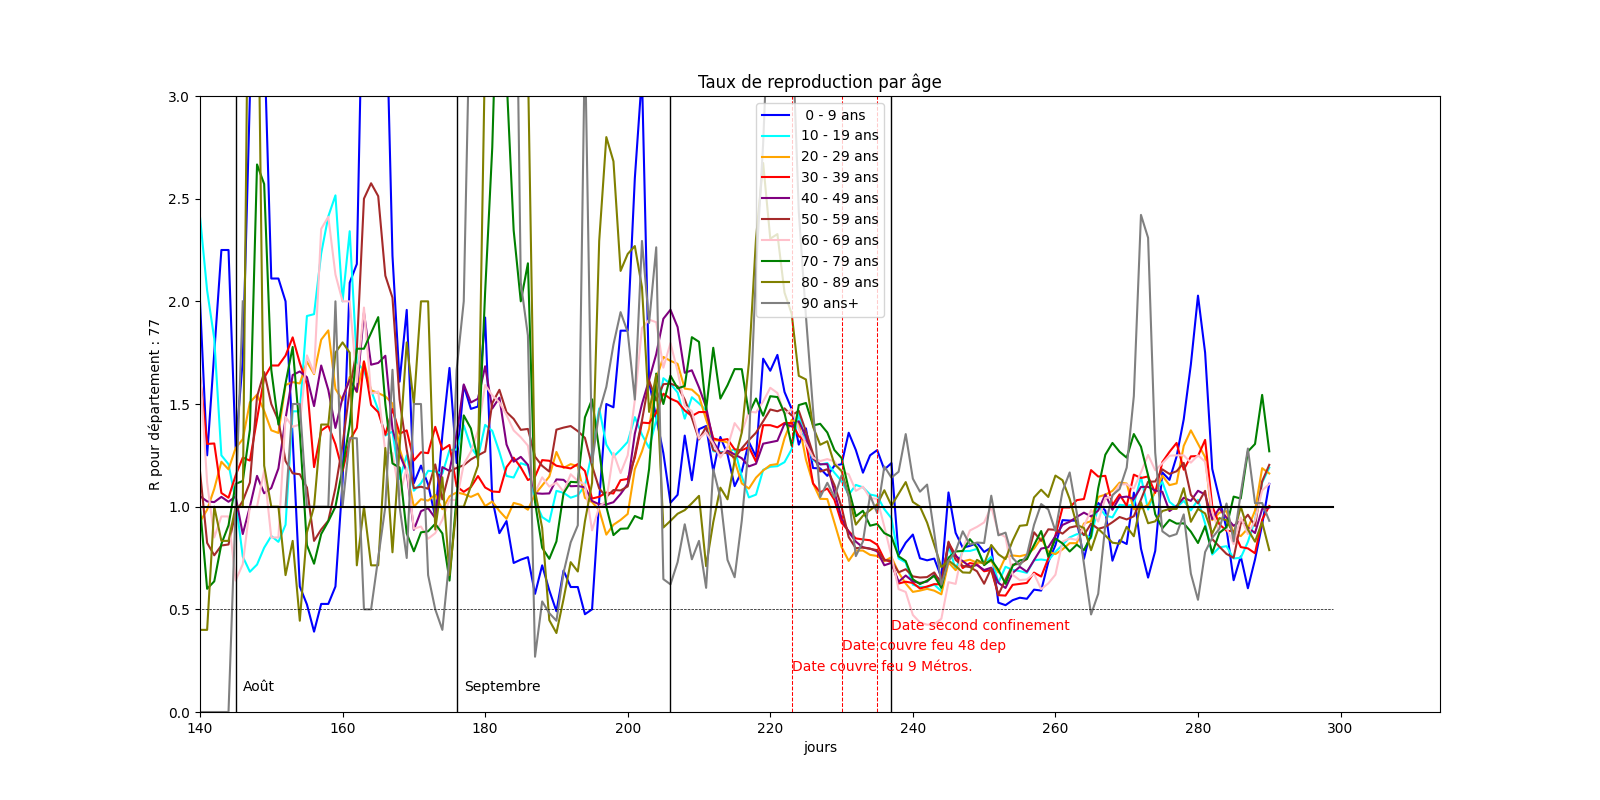 Taux de reproduction par âge
R pour département : 77
3.0
2.5
2.0
1.5
1.0
0.5
0.0
0 - 9 ans
10 - 19 ans
20 - 29 ans
30 - 39 ans
40 - 49 ans
50 - 59 ans
60 - 69 ans
70 - 79 ans
80 - 89 ans
90 ans+
Date second confinement
Date couvre feu 48 dep
Date couvre feu 9 Métros.
Août
Septembre
140
160
180
200
220
240
260
280
300
jours